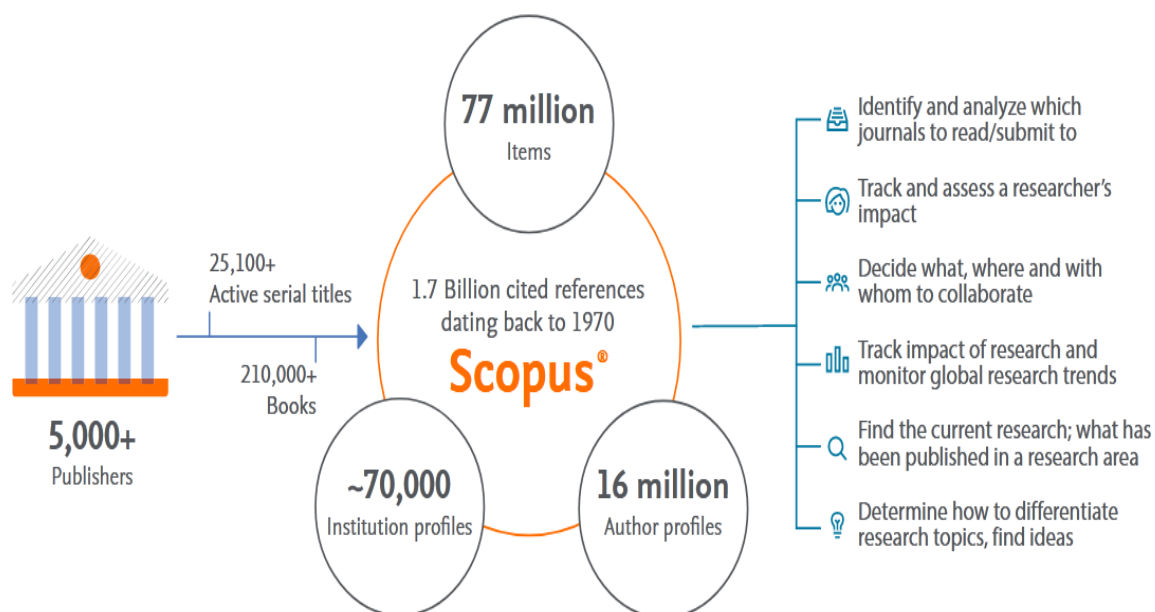 5,000+
Publishers
25,100+
Active serial titles
210,000+
Books
77 million
Items
1.7 Billion cited references
dating back to 1970
Scopus®
~70,000
Institution profiles
16 million
Author profiles
Identify and analyze which
journals to read/submit to
Track and assess a researcher's
impact
Decide what, where and with
whom to collaborate
Track impact of research and
monitor global research trends
Find the current research; what has
been published in a research area
Determine how to differentiate
research topics, find ideas